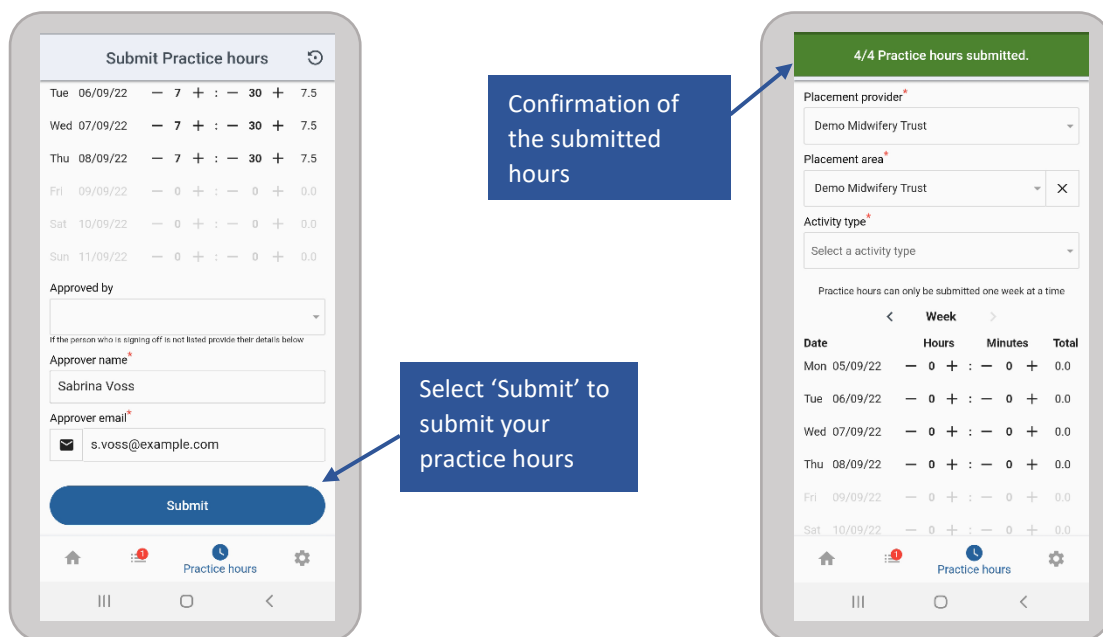 Submit Practice hours
Tue 06/09/22 — 7 + : — 30 + 7.5
Wed 07/09/22 — 7 + : — 30 + 7.5
Thu 08/09/22 — 7 + : — 30 + 7.5
Fri 09/09/22 — 0 + : — 0 + 0.0
Sat 10/09/22 — 0 + : — 0 + 0.0
Sun 11/09/22 — 0 + : — 0 + 0.0
Approved by
If the person who is signing off is not listed provide their details below
Approver name*
Sabrina Voss
Approver email*
s.voss@example.com
Submit
1
Practice hours
Select ‘Submit’ to
submit your
practice hours
Confirmation of
the submitted
hours
4/4 Practice hours submitted.
Placement provider*
Demo Midwifery Trust
Placement area*
Demo Midwifery Trust
Activity type*
Select a activity type
Practice hours can only be submitted one week at a time
< Week >
Date Hours Minutes Total
Mon 05/09/22 — 0 + : — 0 + 0.0
Tue 06/09/22 — 0 + : — 0 + 0.0
Wed 07/09/22 — 0 + : — 0 + 0.0
Thu 08/09/22 — 0 + : — 0 + 0.0
Fri 09/09/22 — 0 + : — 0 + 0.0
Sat 10/09/22 — 0 + : — 0 + 0.0
1
Practice hours